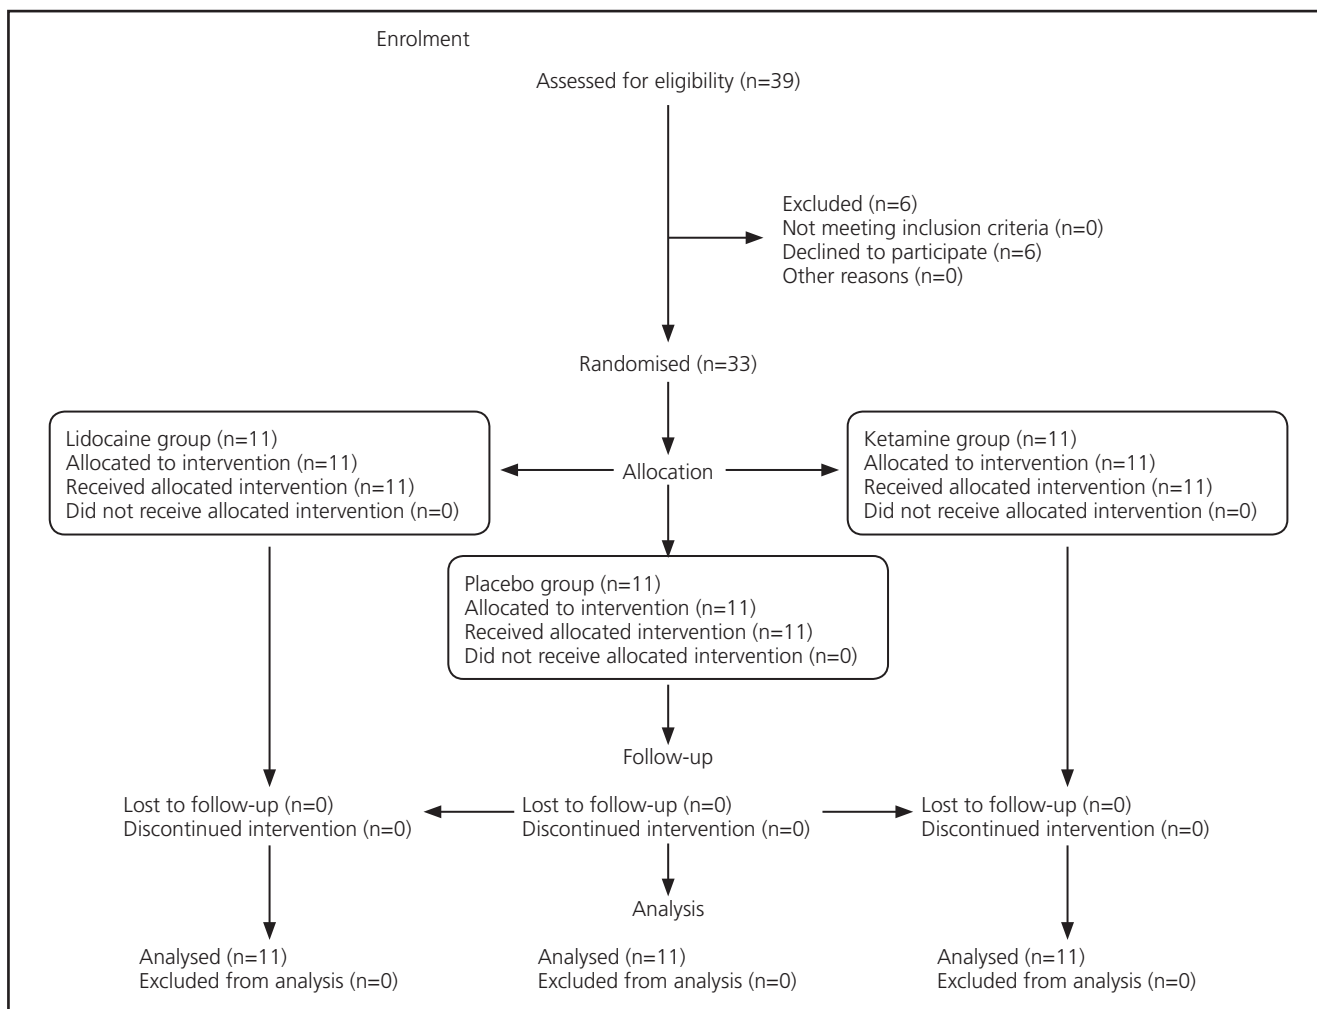 Enrolment
Assessed for eligibility (n=39)
Excluded (n=6)
Not meeting inclusion criteria (n=0)
Declined to participate (n=6)
Other reasons (n=0)
Randomised (n=33)
Lidocaine group (n=11)
Allocated to intervention (n=11)
Received allocated intervention (n=11)
Did not receive allocated intervention (n=0)
Allocation
Ketamine group (n=11)
Allocated to intervention (n=11)
Received allocated intervention (n=11)
Did not receive allocated intervention (n=0)
Placebo group (n=11)
Allocated to intervention (n=11)
Received allocated intervention (n=11)
Did not receive allocated intervention (n=0)
Follow-up
Lost to follow-up (n=0)
Discontinued intervention (n=0)
Lost to follow-up (n=0)
Discontinued intervention (n=0)
Lost to follow-up (n=0)
Discontinued intervention (n=0)
Analysis
Analysed (n=11)
Excluded from analysis (n=0)
Analysed (n=11)
Excluded from analysis (n=0)
Analysed (n=11)
Excluded from analysis (n=0)